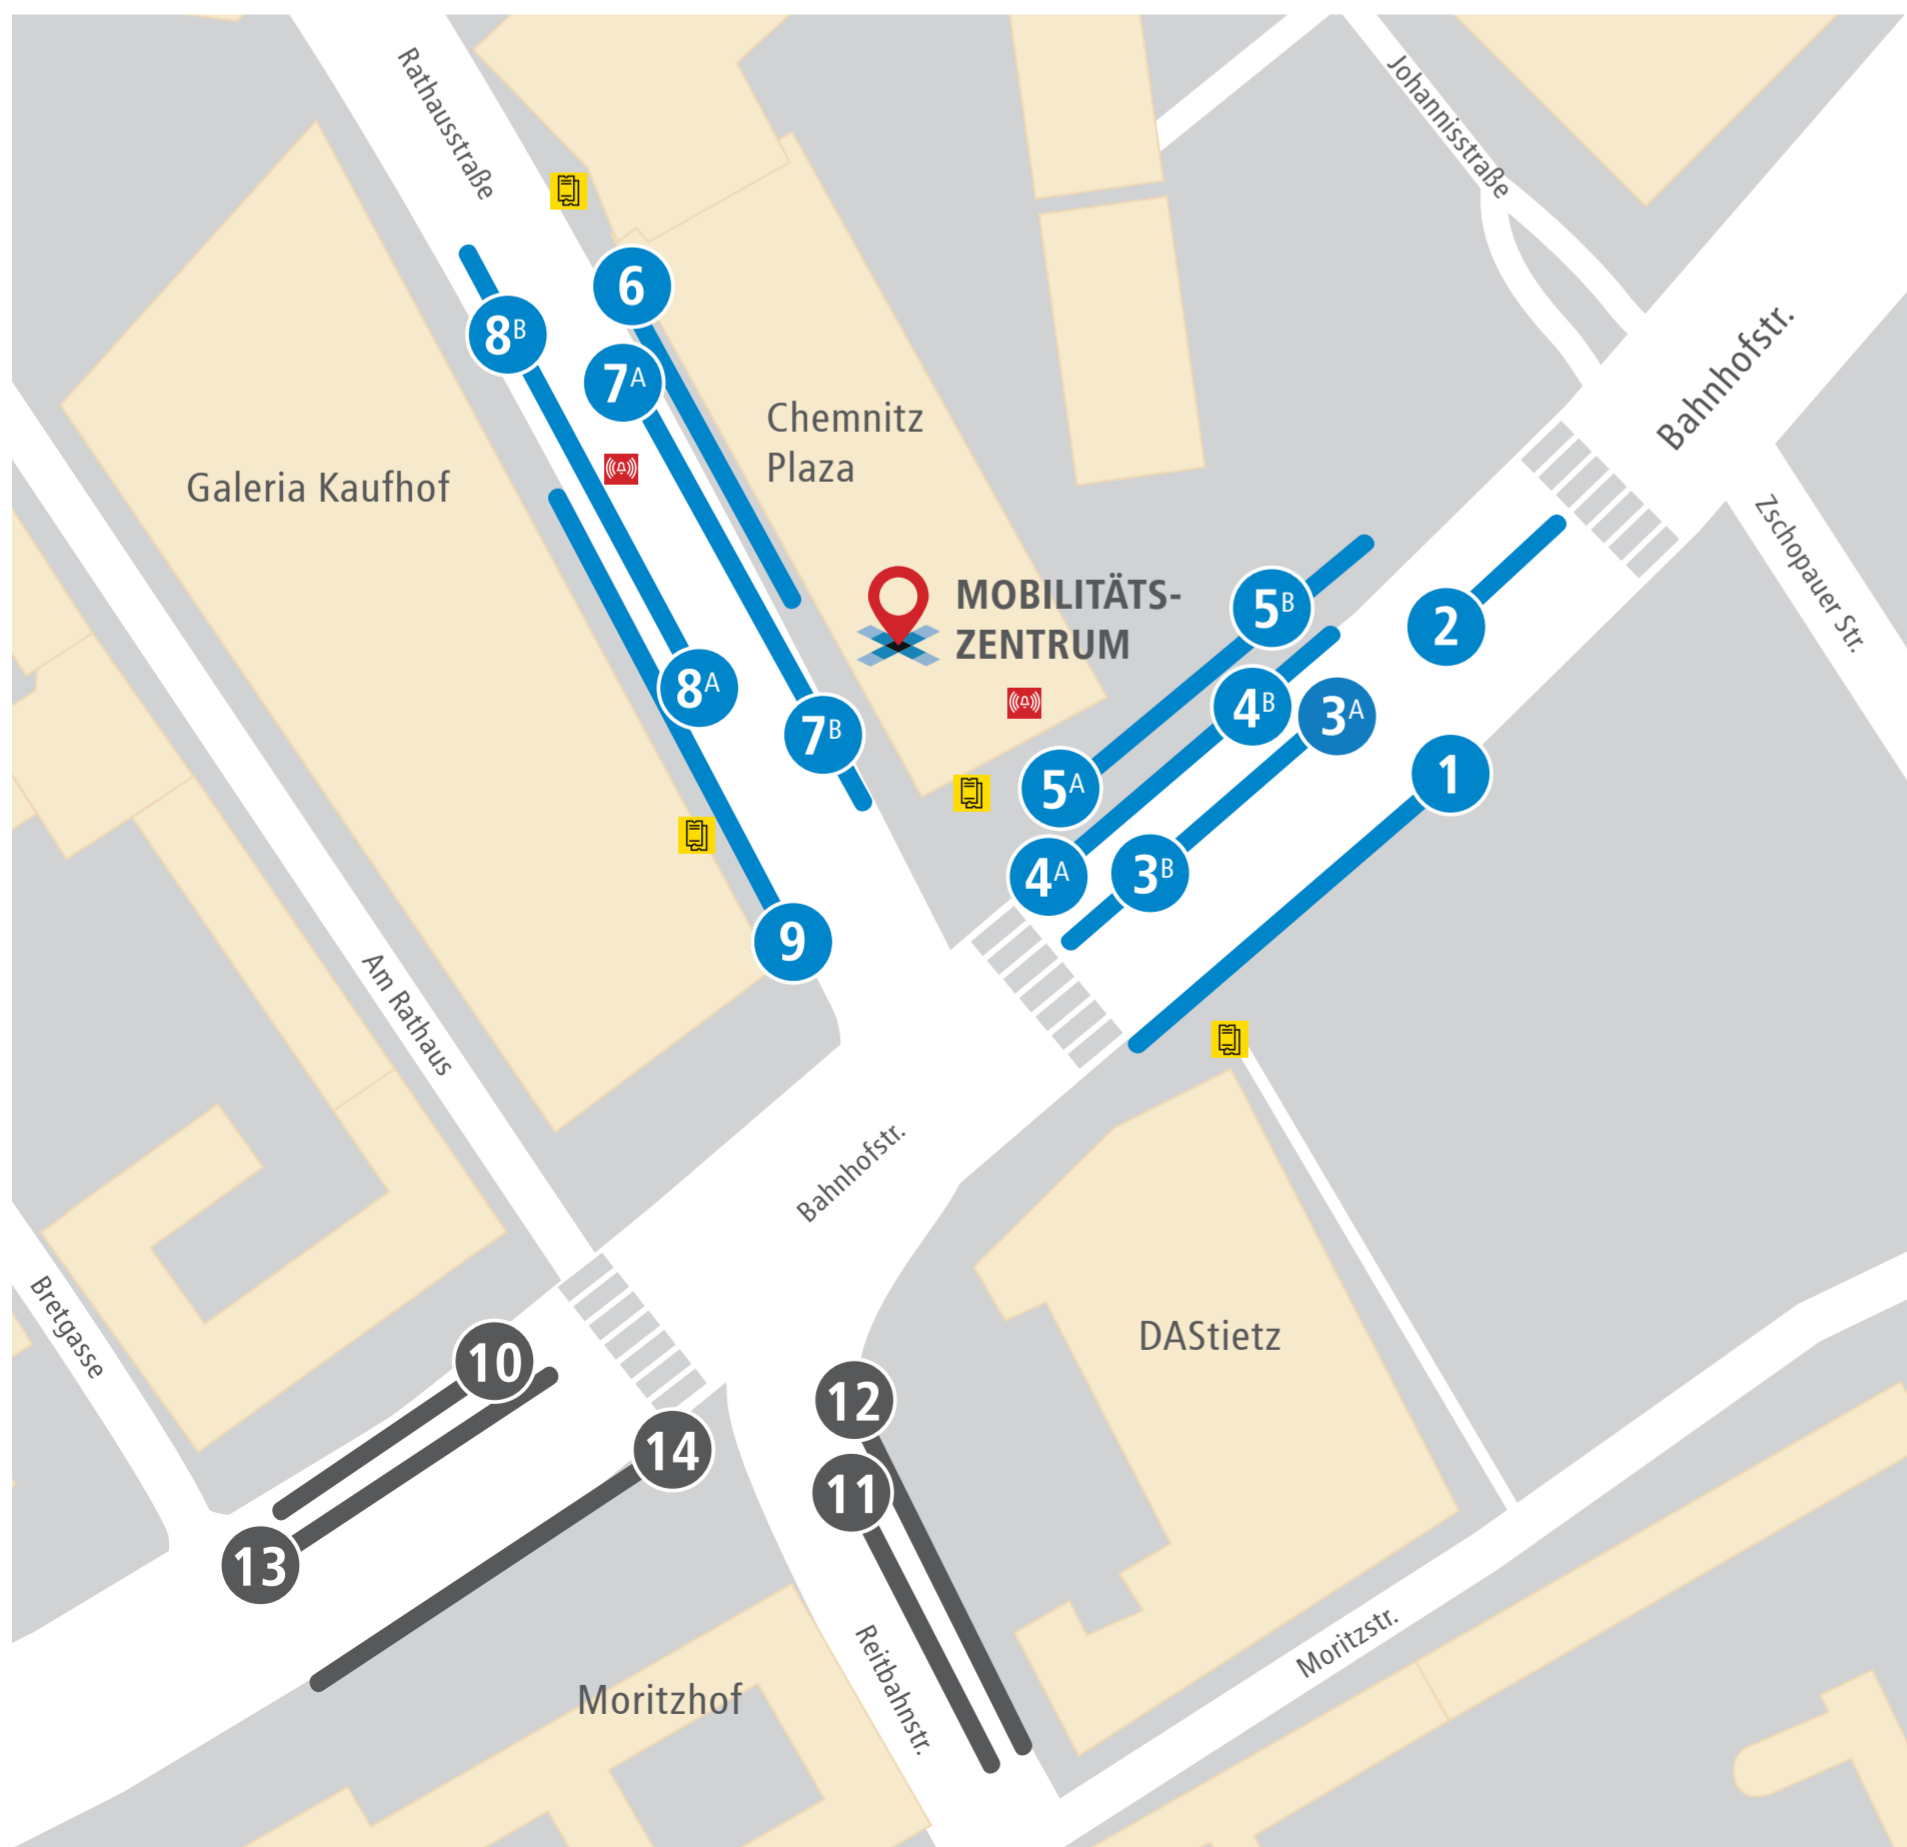 Rathausstraße
Johannisstraße
Bahnhofstr.
Zschopauer Str.
6
8B
7A
Chemnitz
Plaza
Galeria Kaufhof
MOBILITÄTS-
ZENTRUM
5B
2
8A
7B
4B
3A
5A
1
4A
3B
9
Am Rathaus
Bahnhofstr.
Bretgasse
DAStietz
10
12
14
11
13
Reitbahnstr.
Moritzstr.
Moritzhof